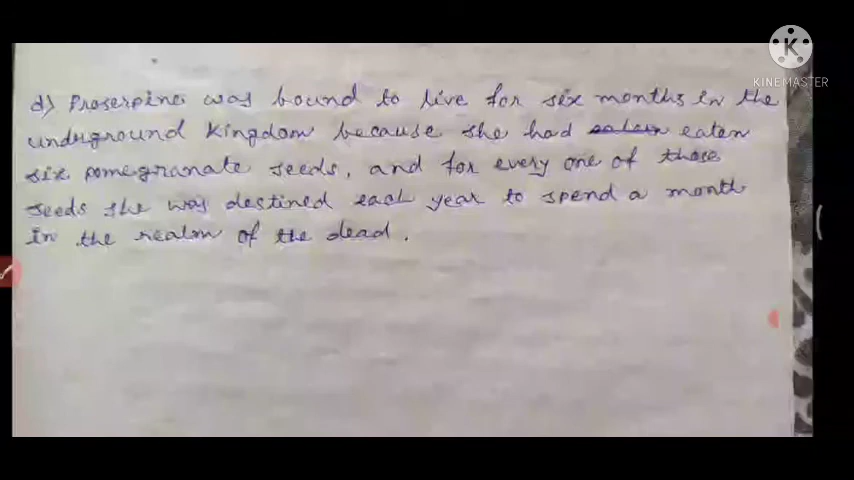 K
KINEMASTER
d) Proserpine was bound to live for six months in the
underground Kingdom because she had eaten
six pomegranate seeds, and for every one of those
seeds she was destined each year to spend a month
in the realm of the dead.